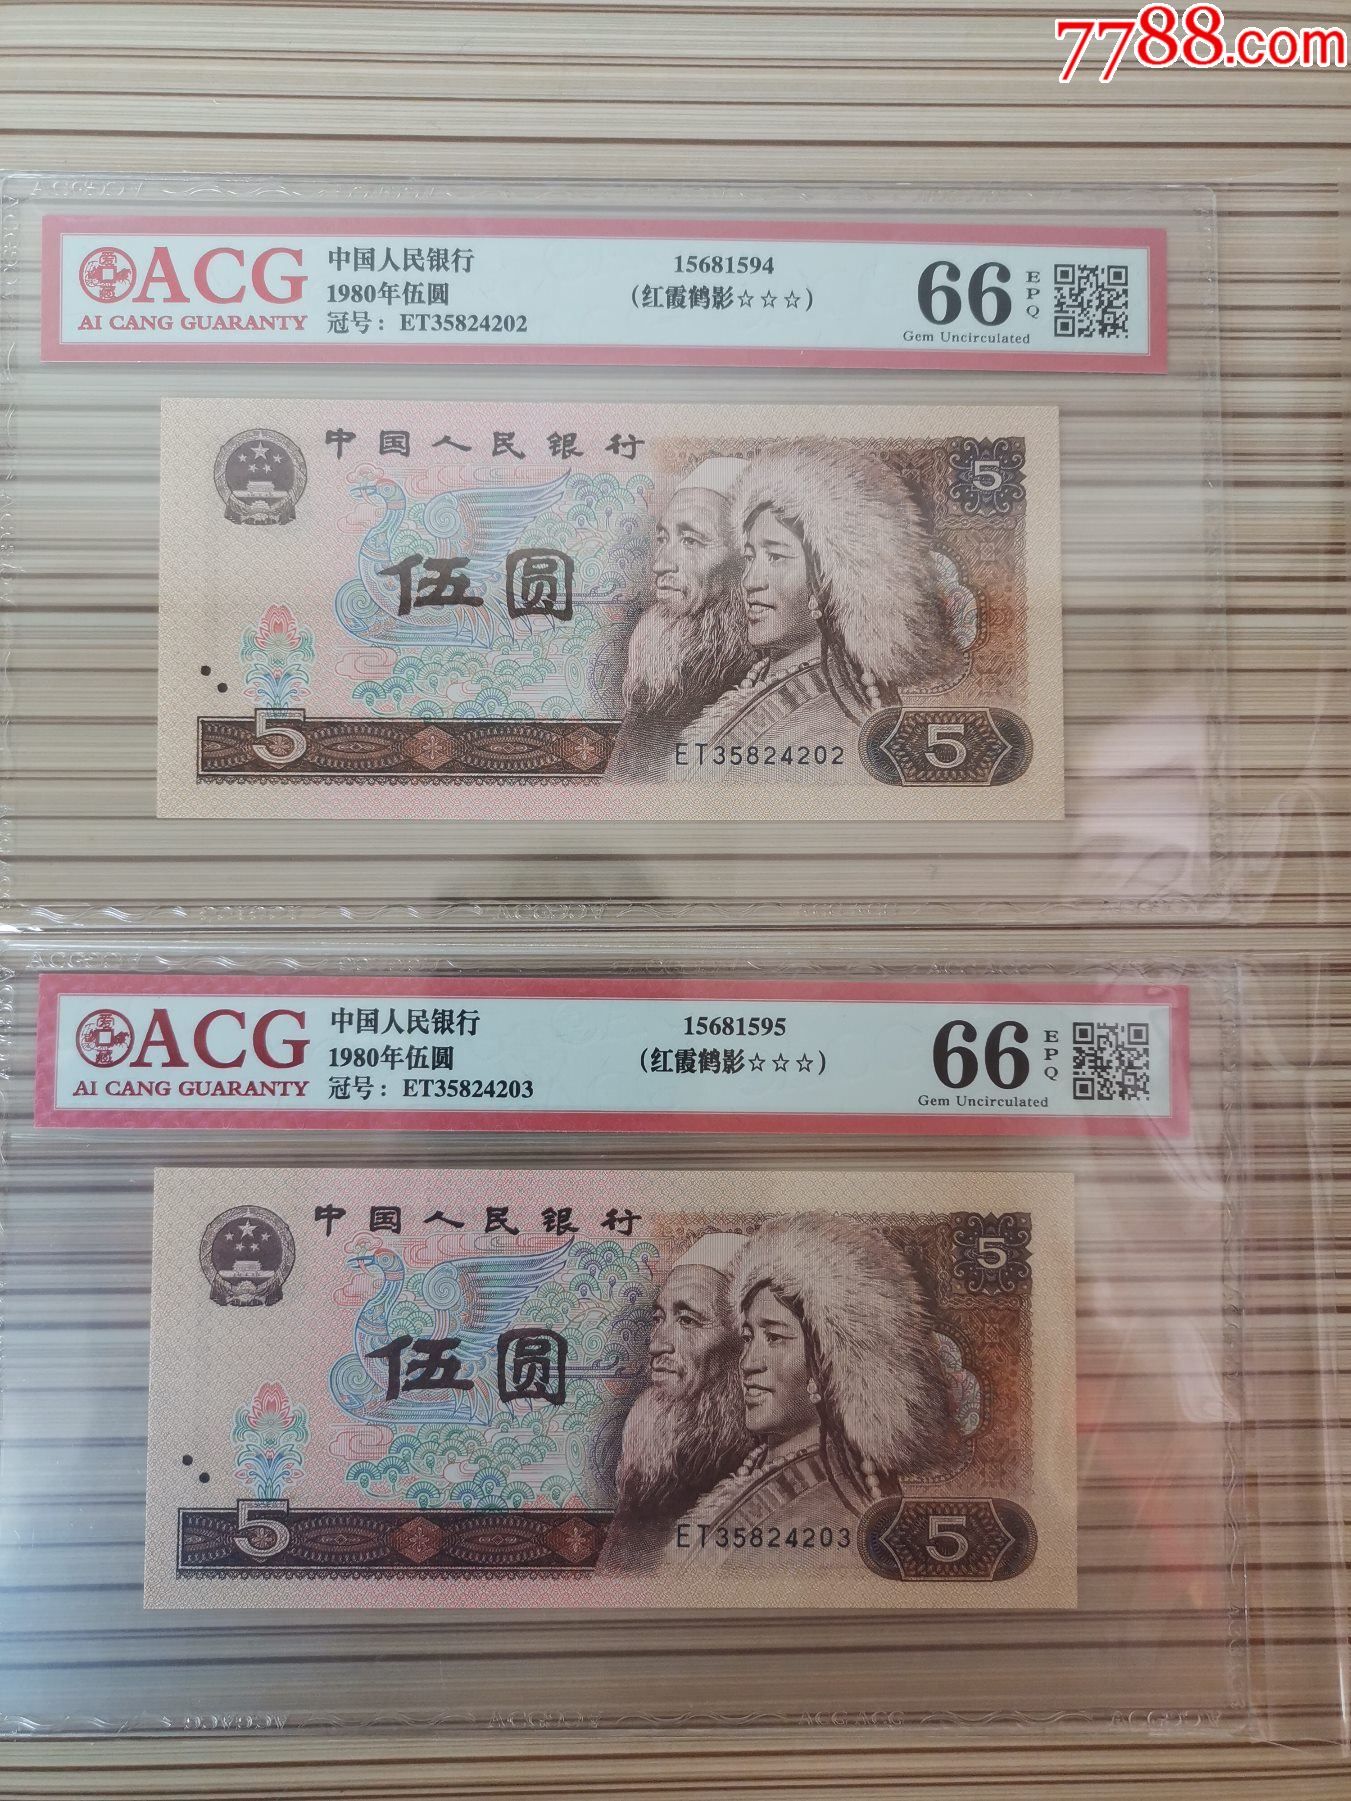 7788.com
ACG
AI CANG GUARANTY
中国人民银行
1980年伍圆
冠号：ET35824202
15681594
（红霞鹤影☆☆☆）
66
EPQ
Gem Uncirculated
中国人民银行
5
伍圆
5
ET35824202
5
ACG
AI CANG GUARANTY
中国人民银行
1980年伍圆
冠号：ET35824203
15681595
（红霞鹤影☆☆☆）
66
EPQ
Gem Uncirculated
中国人民银行
5
伍圆
5
ET35824203
5